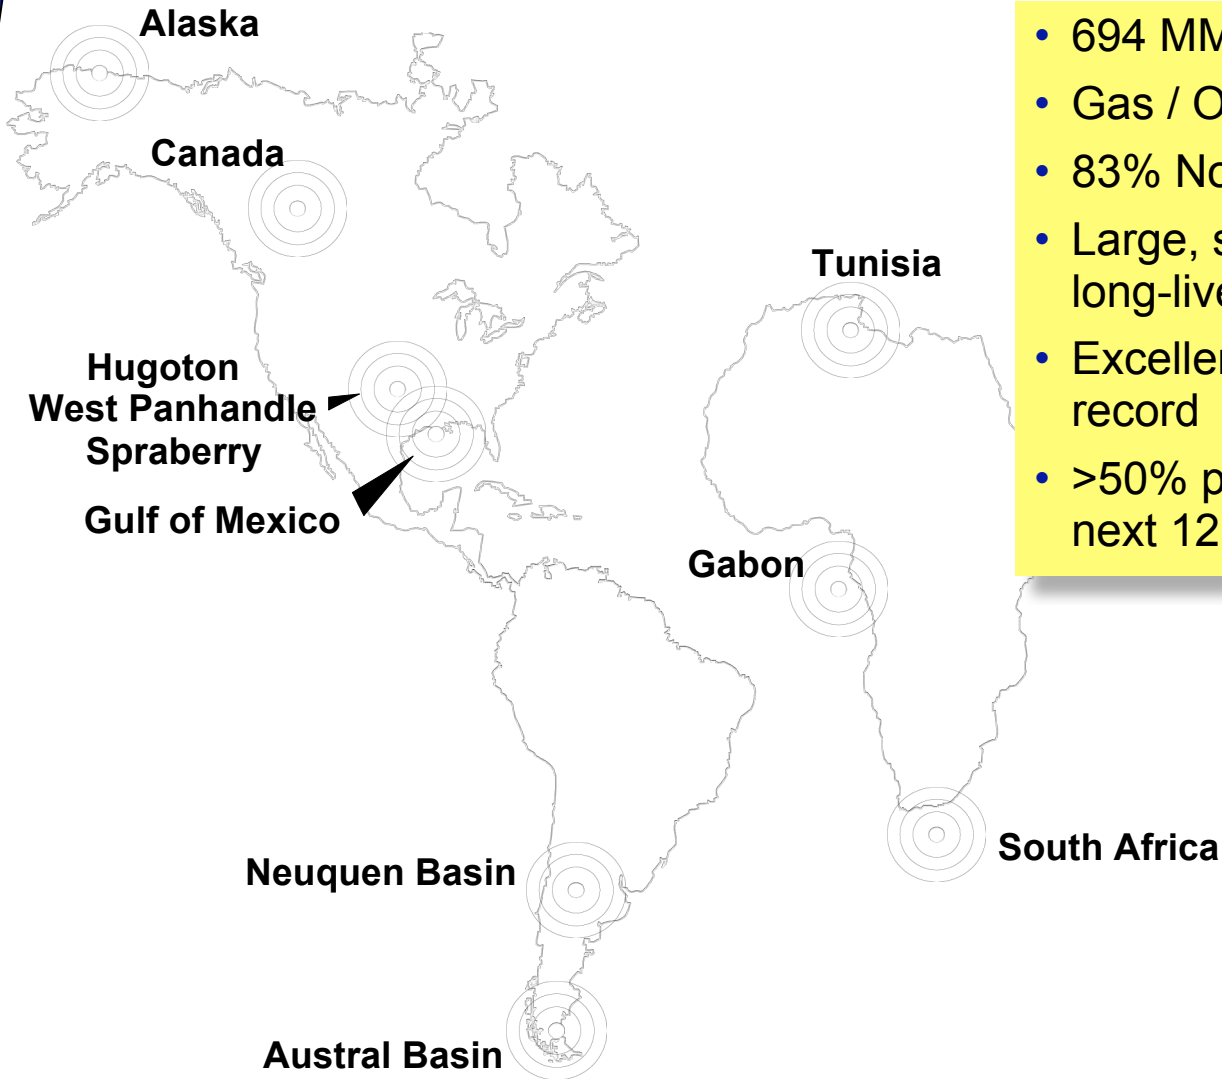 Alaska
Canada
Hugoton
West Panhandle
Spraberry
Gulf of Mexico
Neuquen Basin
Austral Basin
Tunisia
Gabon
South Africa
• 694
• Gas / O
• 83%
• Large,
long-live
•
record
• >50%
next 12